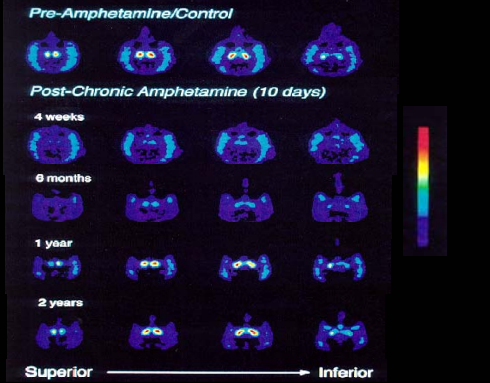 Pre-Amphetamine/Control
Post-Chronic Amphetamine (10 days)
4 weeks
6 months
1 year
2 years
Superior
Inferior